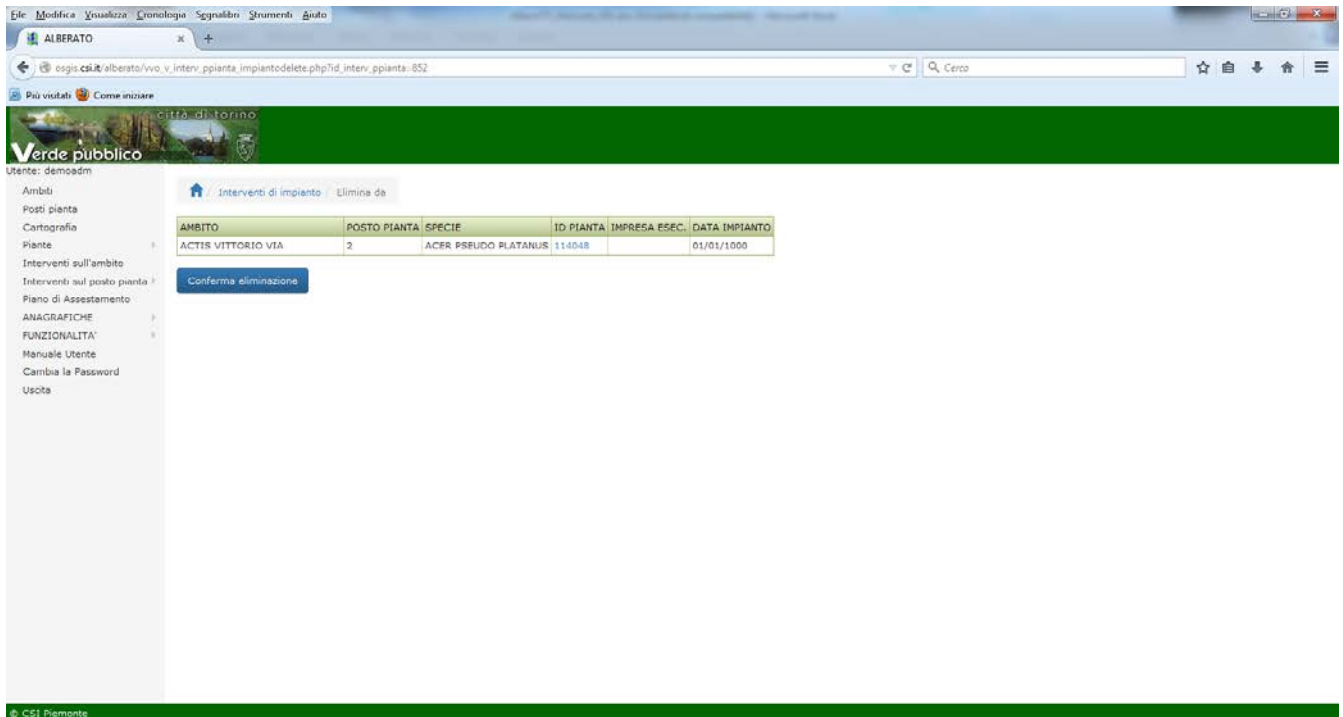 File Modifica Visualizza Cronologia Segnalibri Strumenti Aiuto
ALBERATO × +
osgis.csi.it/alberato/vvo_v_interv_ppianta_impiantodelete.php?id_interv_ppianta=852
Cerca
Più visitati Come iniziare
città di torino
Verde pubblico
Utente: demoadm
Ambiti
Posti pianta
Cartografia
Piante
Interventi sull'ambito
Interventi sul posto pianta
Piano di Assestamento
ANAGRAFICHE
FUNZIONALITA'
Manuale Utente
Cambia la Password
Uscita
/ Interventi di impianto / Elimina da
AMBITO POSTO PIANTA SPECIE ID PIANTA IMPRESA ESEC. DATA IMPIANTO
ACTIS VITTORIO VIA 2 ACER PSEUDO PLATANUS 114048 01/01/1000
Conferma eliminazione
© CSI Piemonte